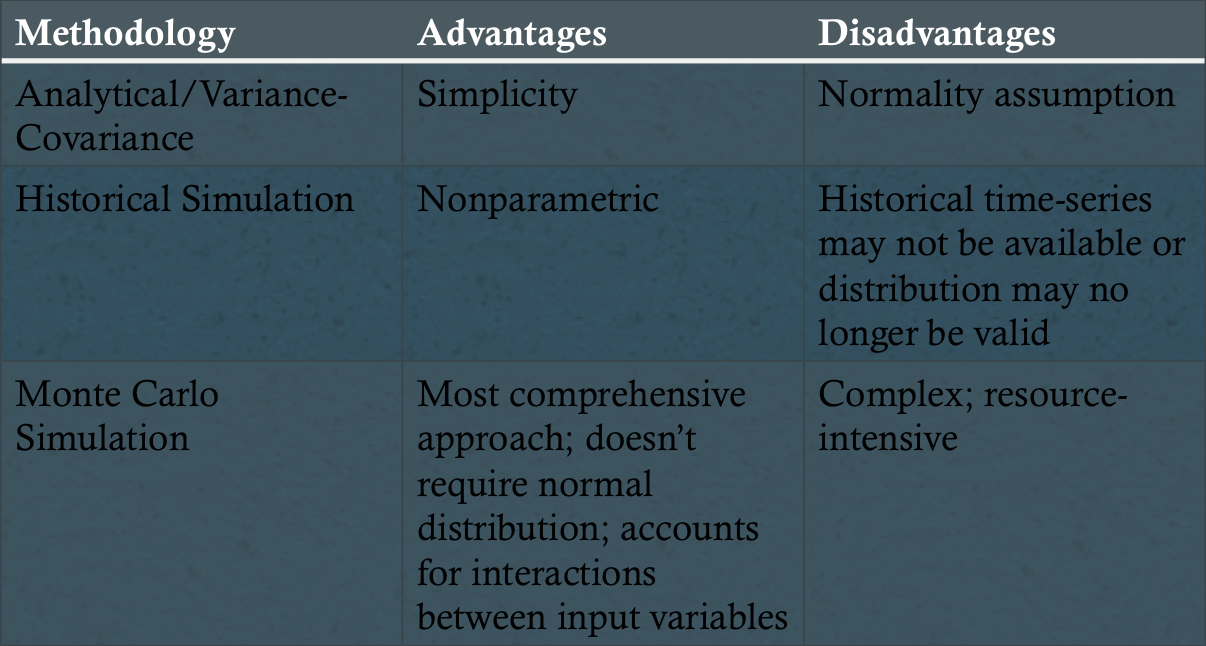 Methodology
Advantages
Disadvantages
Analytical/Variance-
Covariance
Simplicity
Normality assumption
Historical Simulation
Nonparametric
Historical time-series
may not be available or
distribution may no
longer be valid
Monte Carlo
Simulation
Most comprehensive
approach; doesn’t
require normal
distribution; accounts
for interactions
between input variables
Complex; resource-
intensive